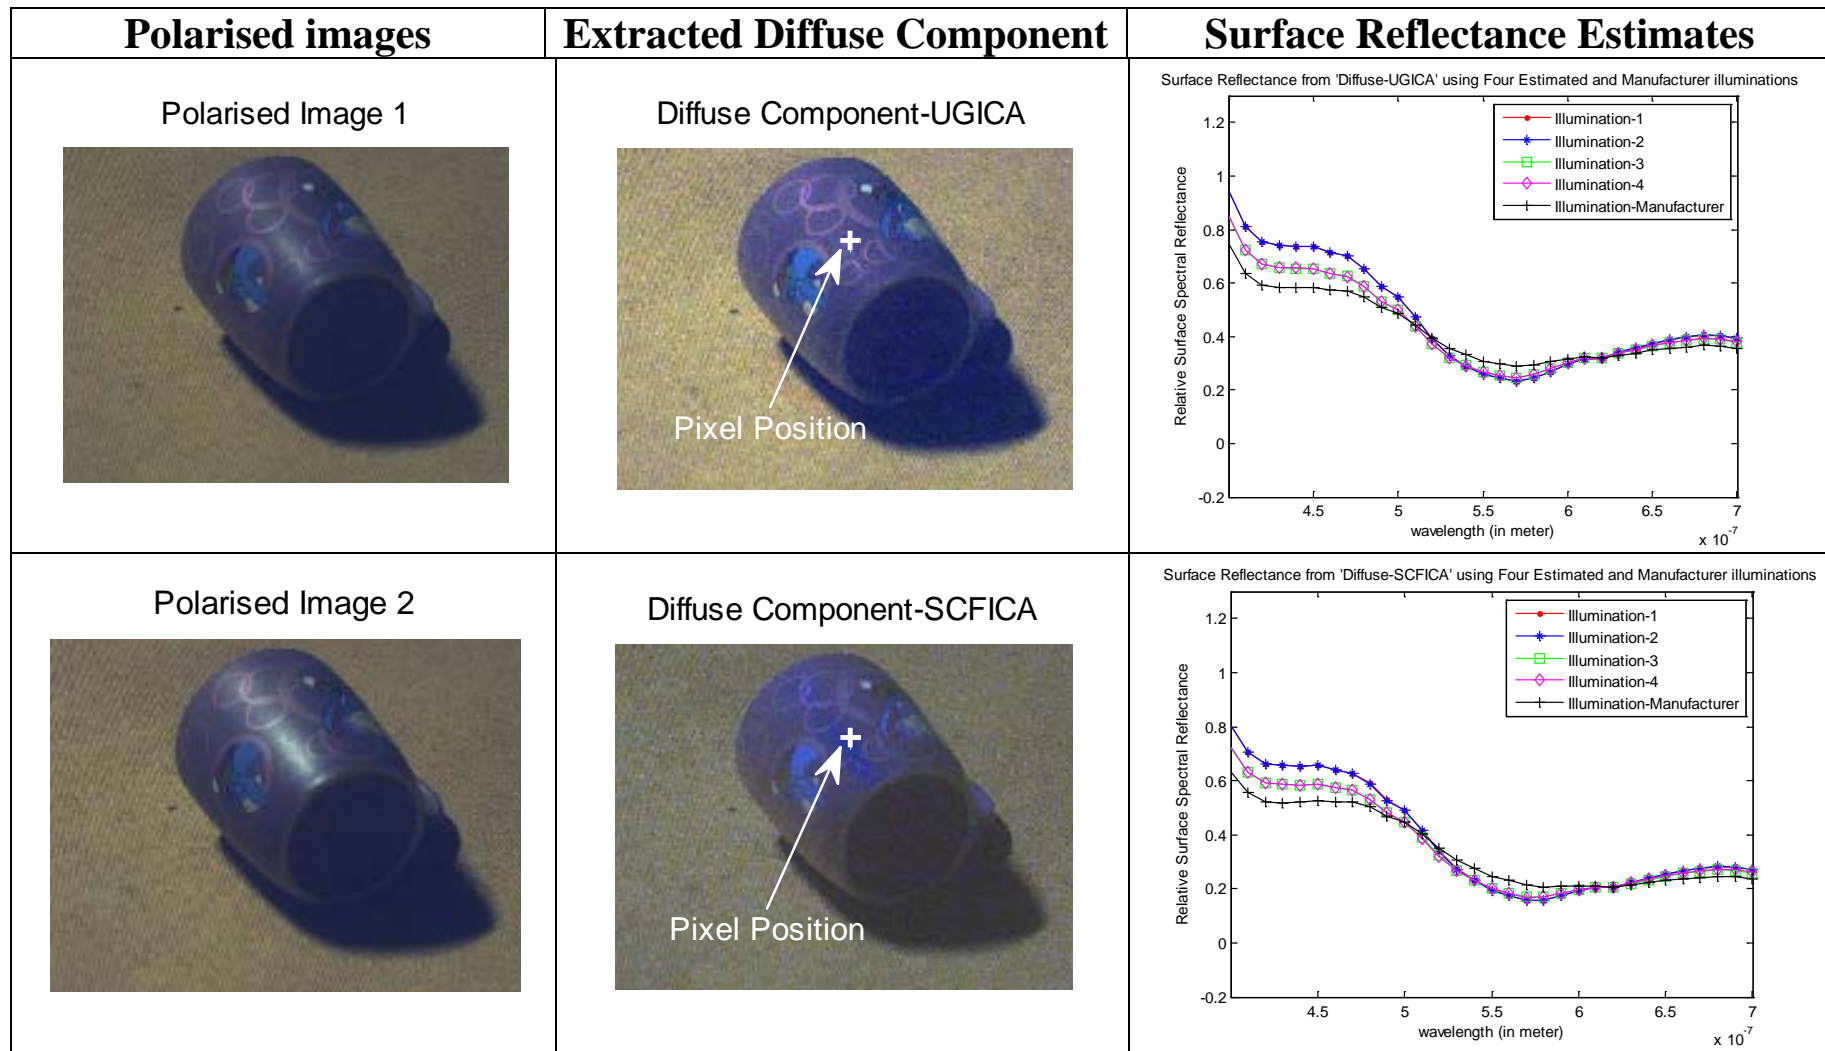 Polarised images
Extracted Diffuse Component
Surface Reflectance Estimates
Polarised Image 1
Diffuse Component-UGICA
Pixel Position
Surface Reflectance from 'Diffuse-UGICA' using Four Estimated and Manufacturer illuminations
Illumination-1
Illumination-2
Illumination-3
Illumination-4
Illumination-Manufacturer
Relative Surface Spectral Reflectance
1.2
1
0.8
0.6
0.4
0.2
0
-0.2
4.5 5 5.5 6 6.5 7
wavelength (in meter)
x 10^-7
Polarised Image 2
Diffuse Component-SCFICA
Pixel Position
Surface Reflectance from 'Diffuse-SCFICA' using Four Estimated and Manufacturer illuminations
Illumination-1
Illumination-2
Illumination-3
Illumination-4
Illumination-Manufacturer
Relative Surface Spectral Reflectance
1.2
1
0.8
0.6
0.4
0.2
0
-0.2
4.5 5 5.5 6 6.5 7
wavelength (in meter)
x 10^-7